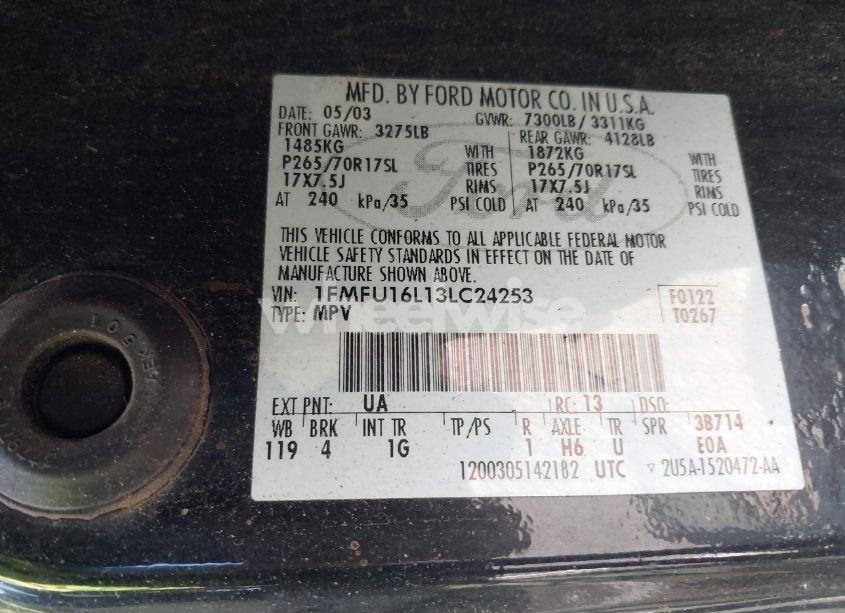 MFD. BY FORD MOTOR CO. IN U.S.A.
DATE: 05/03 GVWR: 7300LB / 3311KG
FRONT GAWR: 3275LB REAR GAWR: 4128LB
1485KG WITH 1872KG WITH
P265/70R17SL TIRES P265/70R17SL TIRES
17X7.5J RIMS 17X7.5J RIMS
AT 240 kPa/35 PSI COLD AT 240 kPa/35 PSI COLD
Ford
THIS VEHICLE CONFORMS TO ALL APPLICABLE FEDERAL MOTOR
VEHICLE SAFETY STANDARDS IN EFFECT ON THE DATE OF
MANUFACTURE SHOWN ABOVE.
VIN: 1FMFU16L13LC24253 F0122
TYPE: MPV T0267
wheelwise
EXT PNT: UA RC: 13 DSO:
WB BRK INT TR TP/PS R AXLE TR SPR 3B714
119 4 1G 1 H6 U E0A
1200305142182 UTC ▽ 2U5A-1520472-AA